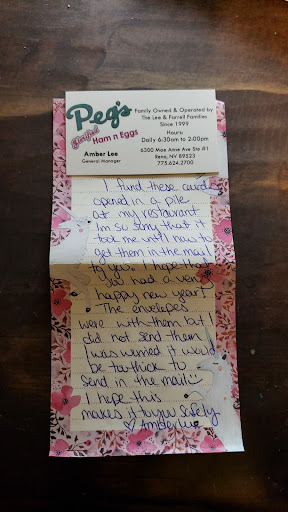 Peg's
Glorified
Ham n Eggs
Family Owned & Operated by
The Lee & Farrell Families
Since 1999
Hours:
Daily 6:30am to 2:00pm
Amber Lee
General Manager
6300 Mae Anne Ave Ste #1
Reno, NV 89523
775.624.2700
I fund these cards
opened in a pile
at my restaurant.
Im so sorry that it
took me until now to
get them in the mail
to you. I hope that
you had a very
happy new year!
The envelopes
were with them but I
did not send them
I was worried it would
be to thick to
send in the mail
I hope this
makes it to you safely
♡ Amber Lee